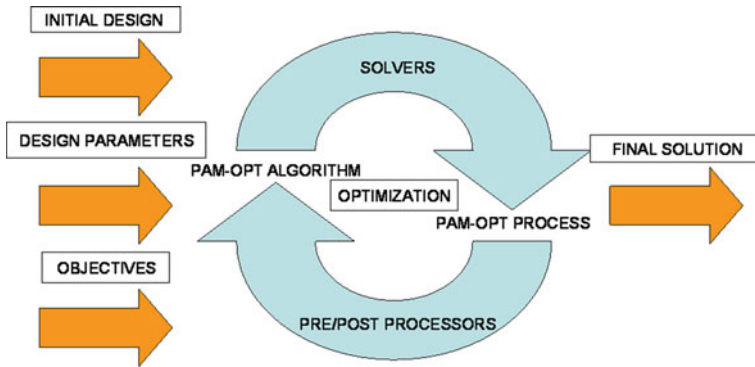 INITIAL DESIGN
SOLVERS
DESIGN PARAMETERS
FINAL SOLUTION
PAM-OPT ALGORITHM
OPTIMIZATION
PAM-OPT PROCESS
OBJECTIVES
PRE/POST PROCESSORS